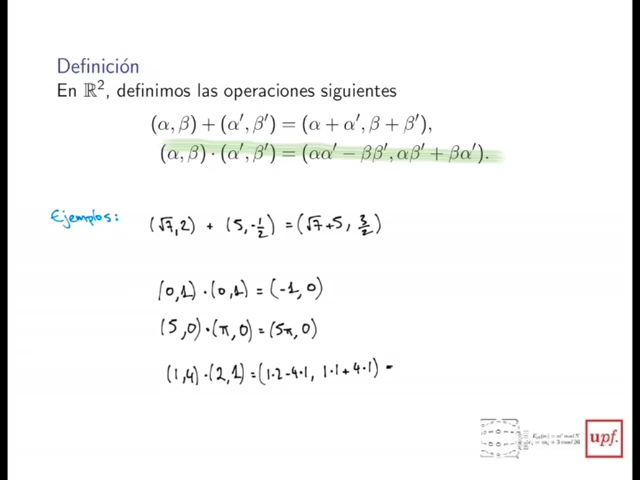 Definición
En ℝ², definimos las operaciones siguientes
(α, β) + (α′, β′) = (α + α′, β + β′),
(α, β) · (α′, β′) = (αα′ − ββ′, αβ′ + βα′).
Ejemplos: (√7, 2) + (5, -1/2) = (√7+5, 3/2)
(0,1)·(0,1) = (-1, 0)
(5,0)·(π,0) = (5π, 0)
(1,4)·(2,1) = (1·2-4·1, 1·1+4·1) -
upf.